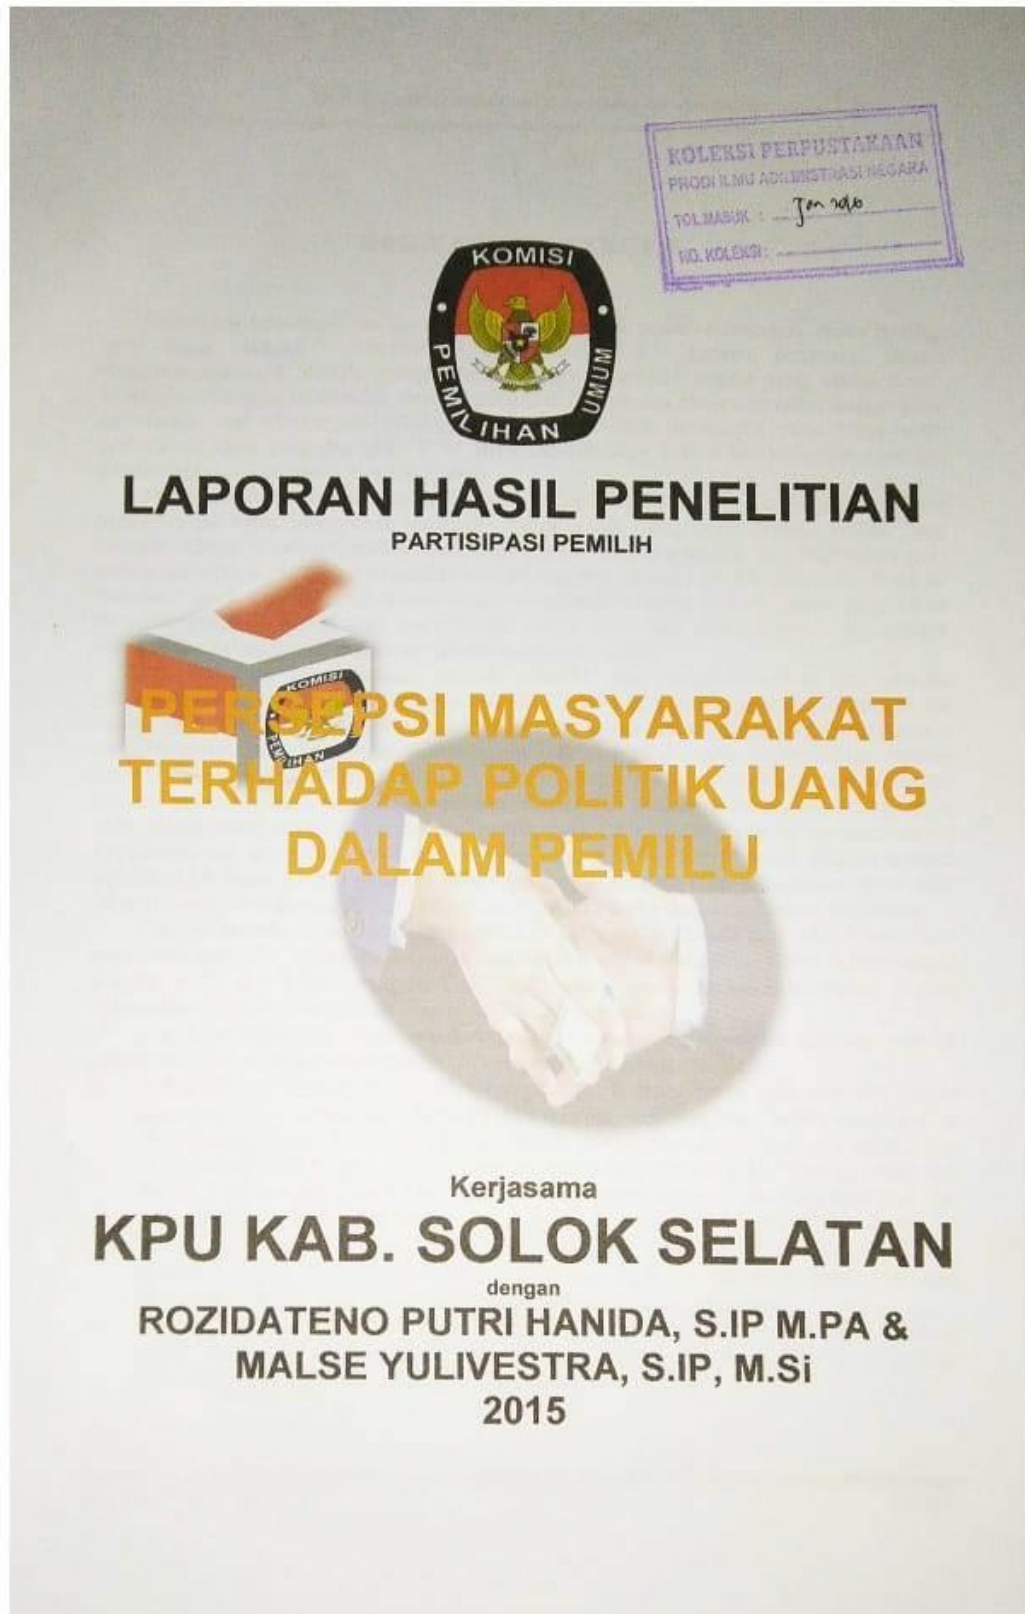 KOLEKSI PERPUSTAKAAN
PRODI ILMU ADMINISTRASI NEGARA
TGL.MASUK :
NO. KOLEKSI :
KOMISI
PEMILIHAN
UMUM
LAPORAN HASIL PENELITIAN
PARTISIPASI PEMILIH
KOMISI
PEMILIHAN
PERSEPSI MASYARAKAT
TERHADAP POLITIK UANG
DALAM PEMILU
Kerjasama
KPU KAB. SOLOK SELATAN
dengan
ROZIDATENO PUTRI HANIDA, S.IP M.PA &
MALSE YULIVESTRA, S.IP, M.Si
2015